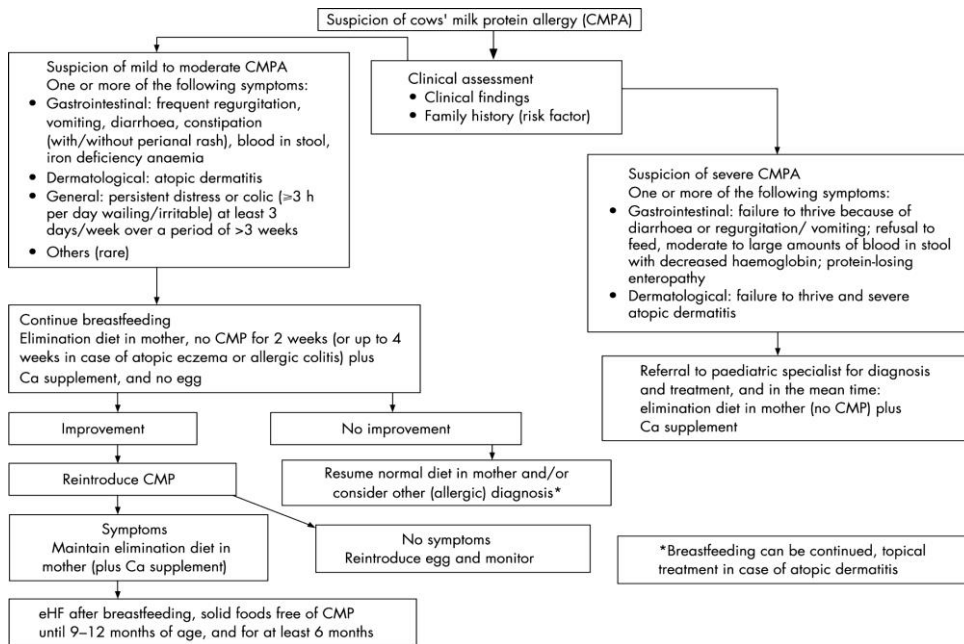 Suspicion of cows' milk protein allergy (CMPA)
Suspicion of mild to moderate CMPA
One or more of the following symptoms:
• Gastrointestinal: frequent regurgitation,
vomiting, diarrhoea, constipation
(with/without perianal rash), blood in stool,
iron deficiency anaemia
• Dermatological: atopic dermatitis
• General: persistent distress or colic (≥3 h
per day wailing/irritable) at least 3
days/week over a period of >3 weeks
• Others (rare)
Clinical assessment
• Clinical findings
• Family history (risk factor)
Suspicion of severe CMPA
One or more of the following symptoms:
• Gastrointestinal: failure to thrive because of
diarrhoea or regurgitation/ vomiting; refusal to
feed, moderate to large amounts of blood in stool
with decreased haemoglobin; protein-losing
enteropathy
• Dermatological: failure to thrive and severe
atopic dermatitis
Continue breastfeeding
Elimination diet in mother, no CMP for 2 weeks (or up to 4
weeks in case of atopic eczema or allergic colitis) plus
Ca supplement, and no egg
Referral to paediatric specialist for diagnosis
and treatment, and in the mean time:
elimination diet in mother (no CMP) plus
Ca supplement
Improvement
No improvement
Reintroduce CMP
Resume normal diet in mother and/or
consider other (allergic) diagnosis*
Symptoms
Maintain elimination diet in
mother (plus Ca supplement)
No symptoms
Reintroduce egg and monitor
*Breastfeeding can be continued, topical
treatment in case of atopic dermatitis
eHF after breastfeeding, solid foods free of CMP
until 9–12 months of age, and for at least 6 months